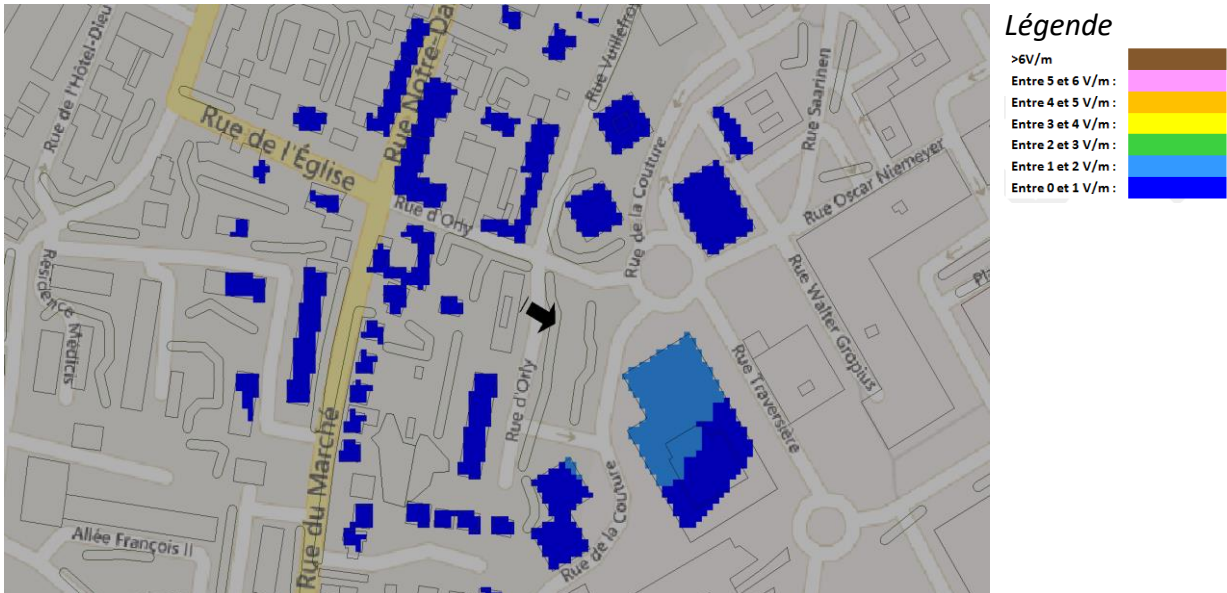 Rue de l'Hôtel-Dieu
Rue Notre-Da
Rue Vuillefroy
Rue de l'Église
Rue d'Orly
Rue de la Couture
Rue Saarinen
Rue Oscar Niemeyer
Rue Walter Gropius
Pla
Résidence Médicis
Rue d'Orly
Rue Traversière
Rue du Marché
Rue de la Couture
Allée François II
Légende
>6V/m
Entre 5 et 6 V/m :
Entre 4 et 5 V/m :
Entre 3 et 4 V/m :
Entre 2 et 3 V/m :
Entre 1 et 2 V/m :
Entre 0 et 1 V/m :